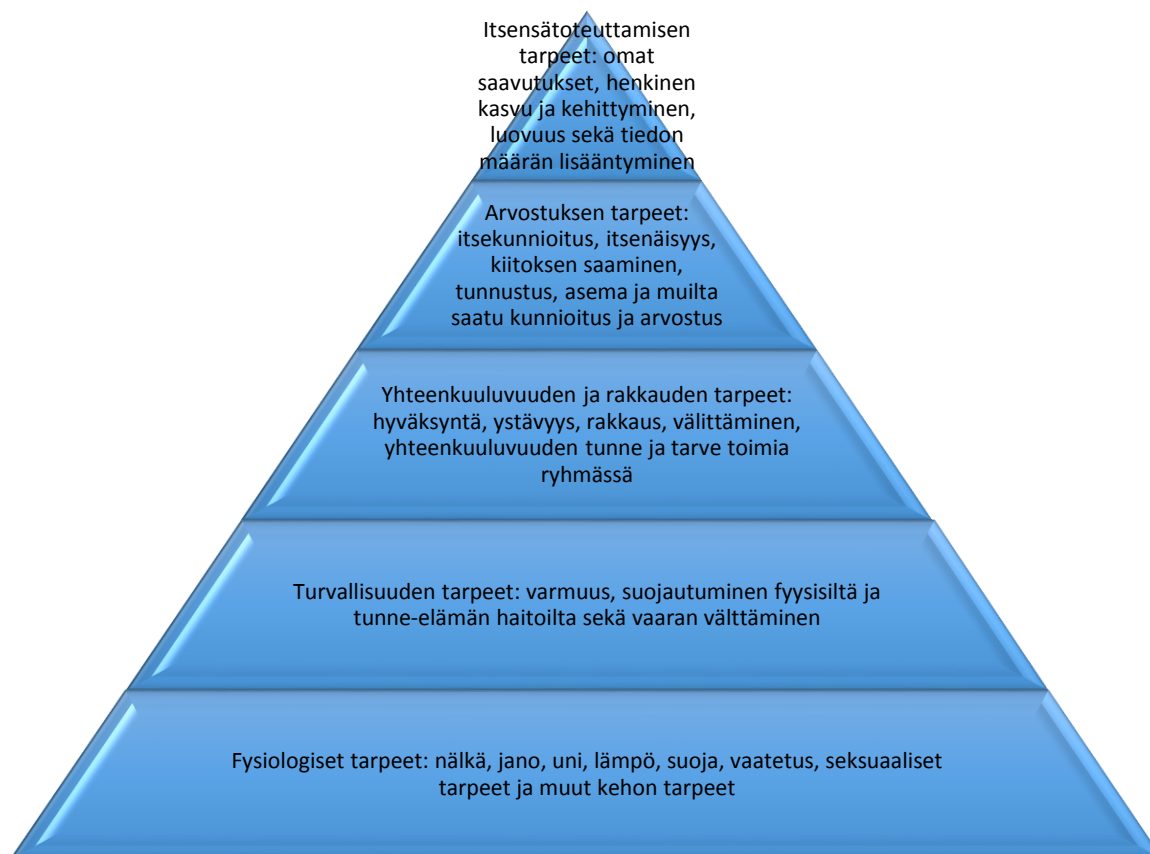 Itsensätoteuttamisen
tarpeet: omat
saavutukset, henkinen
kasvu ja kehittyminen,
luovuus sekä tiedon
määrän lisääntyminen
Arvostuksen tarpeet:
itsekunnioitus, itsenäisyys,
kiitoksen saaminen,
tunnustus, asema ja muilta
saatu kunnioitus ja arvostus
Yhteenkuuluvuuden ja rakkauden tarpeet:
hyväksyntä, ystävyys, rakkaus, välittäminen,
yhteenkuuluvuuden tunne ja tarve toimia
ryhmässä
Turvallisuuden tarpeet: varmuus, suojautuminen fyysisiltä ja
tunne-elämän haitoilta sekä vaaran välttäminen
Fysiologiset tarpeet: nälkä, jano, uni, lämpö, suoja, vaatetus, seksuaaliset
tarpeet ja muut kehon tarpeet